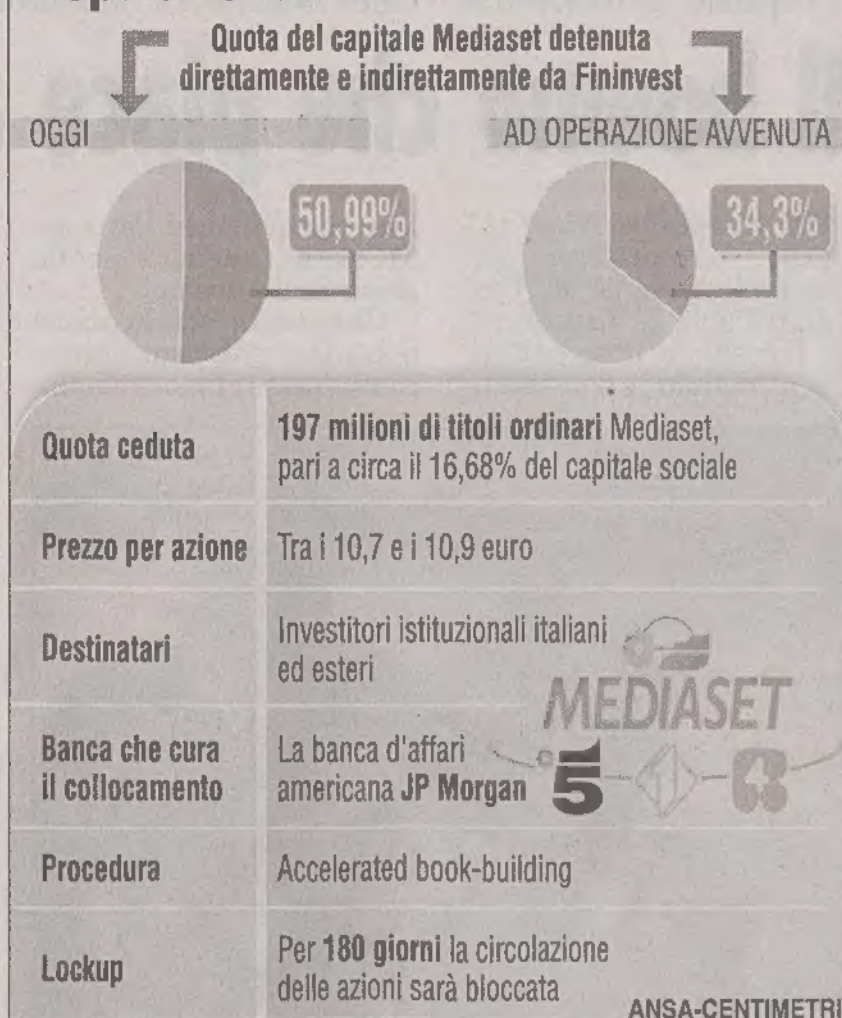 Quota del capitale Mediaset detenuta
direttamente e indirettamente da Fininvest
OGGI
AD OPERAZIONE AVVENUTA
50,99%
34,3%
Quota ceduta
197 milioni di titoli ordinari Mediaset,
pari a circa il 16,68% del capitale sociale
Prezzo per azione
Tra i 10,7 e i 10,9 euro
Destinatari
Investitori istituzionali italiani
ed esteri
MEDIASET
5
Banca che cura
il collocamento
La banca d'affari
americana JP Morgan
Procedura
Accelerated book-building
Lockup
Per 180 giorni la circolazione
delle azioni sarà bloccata
ANSA-CENTIMETRI